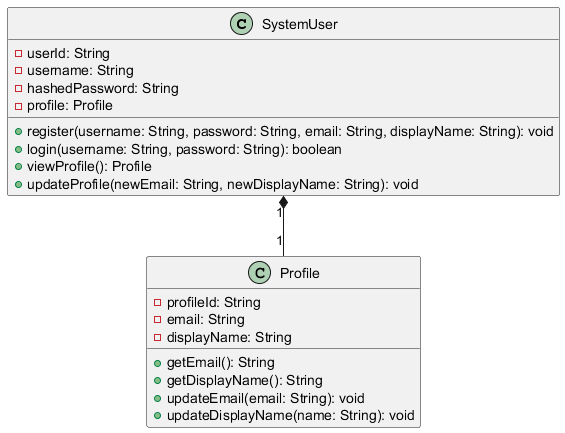 C SystemUser
userId: String
username: String
hashedPassword: String
profile: Profile
register(username: String, password: String, email: String, displayName: String): void
login(username: String, password: String): boolean
viewProfile(): Profile
updateProfile(newEmail: String, newDisplayName: String): void
1
1
C Profile
profileId: String
email: String
displayName: String
getEmail(): String
getDisplayName(): String
updateEmail(email: String): void
updateDisplayName(name: String): void